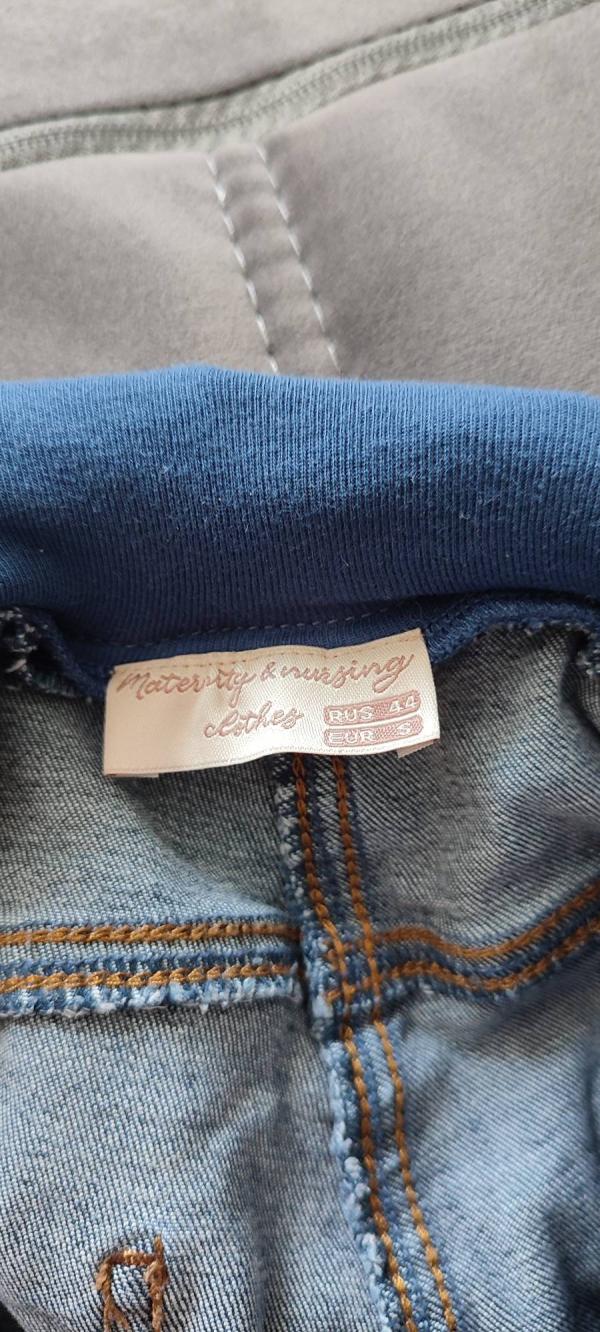 Maternity & nursing
clothes
RUS 44
EUR S